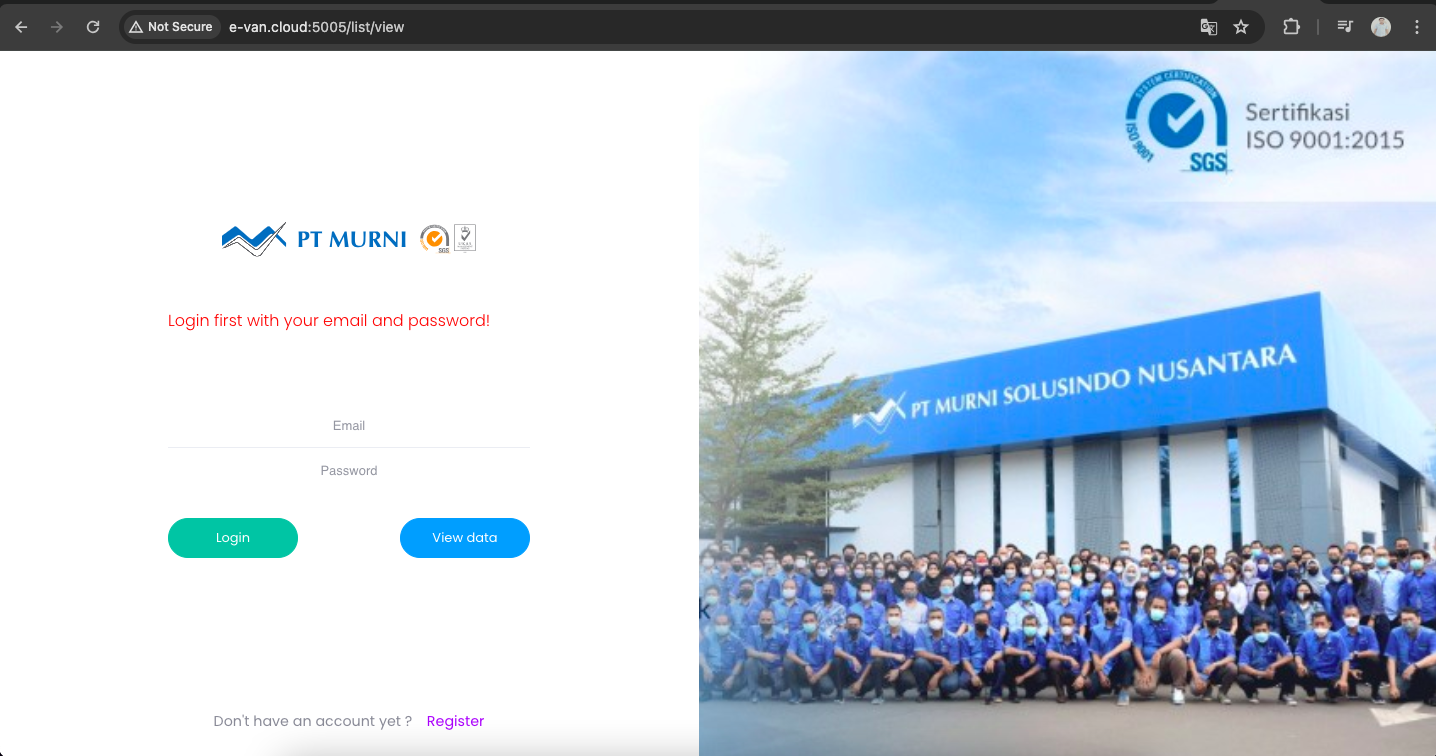 Not Secure
e-van.cloud:5005/list/view
SYSTEM CERTIFICATION
ISO 9001
SGS
Sertifikasi
ISO 9001:2015
PT MURNI
SGS
Login first with your email and password!
PT MURNI SOLUSINDO NUSANTARA
Email
Password
Login
View data
k
Don't have an account yet ?
Register